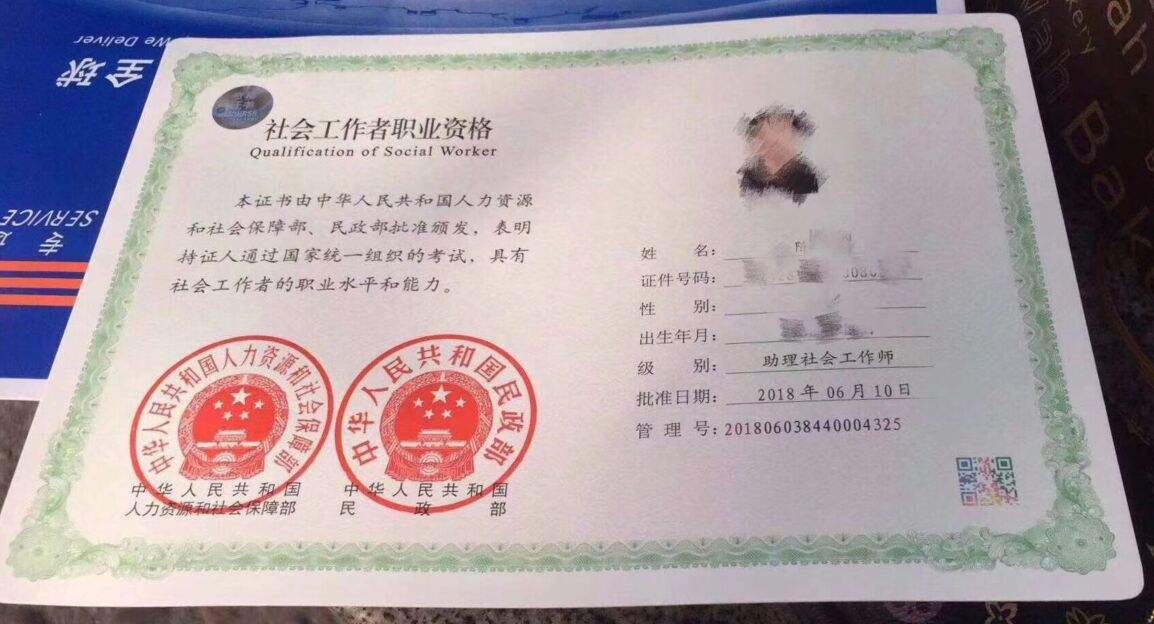 We Deliver
全球
SERVICE
专
社会工作者职业资格
Qualification of Social Worker
本证书由中华人民共和国人力资源
和社会保障部、民政部批准颁发，表明
持证人通过国家统一组织的考试，具有
社会工作者的职业水平和能力。
中华人民共和国人力资源和社会保障部
中华人民共和国民政部
中华人民共和国
人力资源和社会保障部
中华人民共和国
民政部
姓 名：
证件号码：
性 别：
出生年月：
级 别： 助理社会工作师
批准日期： 2018 年 06 月 10 日
管 理 号：201806038440004325